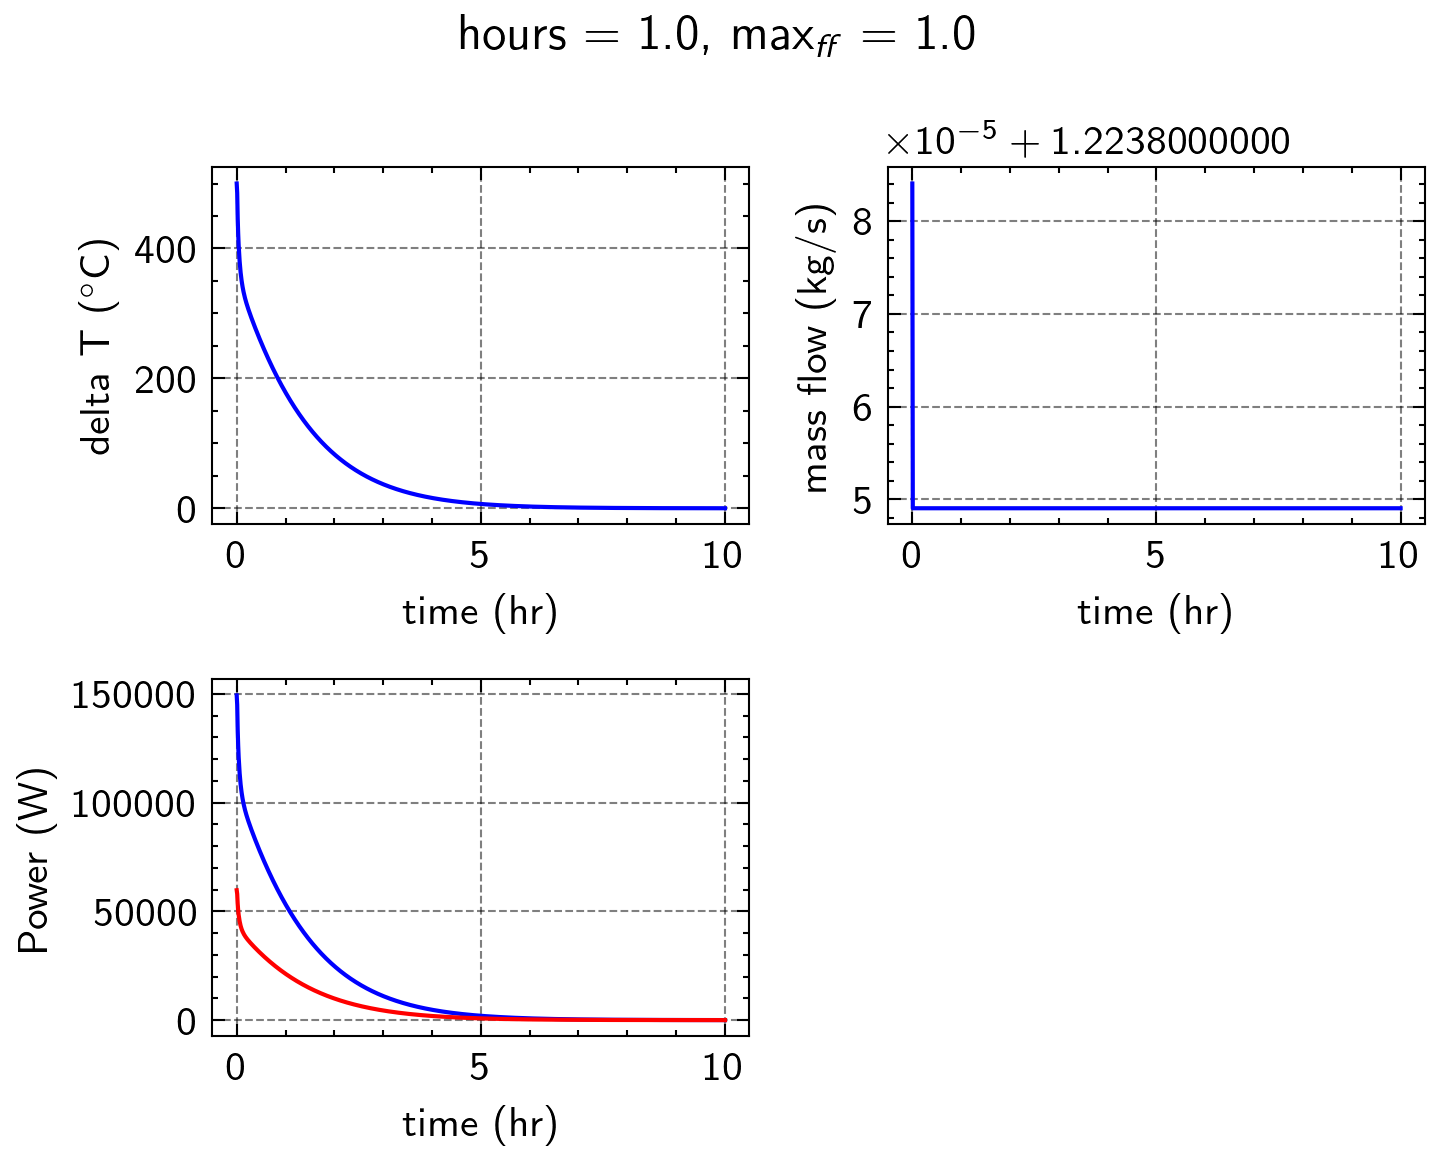 hours = 1.0, max_ff = 1.0
delta T (°C)
400
200
0
0 5 10
time (hr)
×10⁻⁵ + 1.2238000000
mass flow (kg/s)
8
7
6
5
0 5 10
time (hr)
Power (W)
150000
100000
50000
0
0 5 10
time (hr)